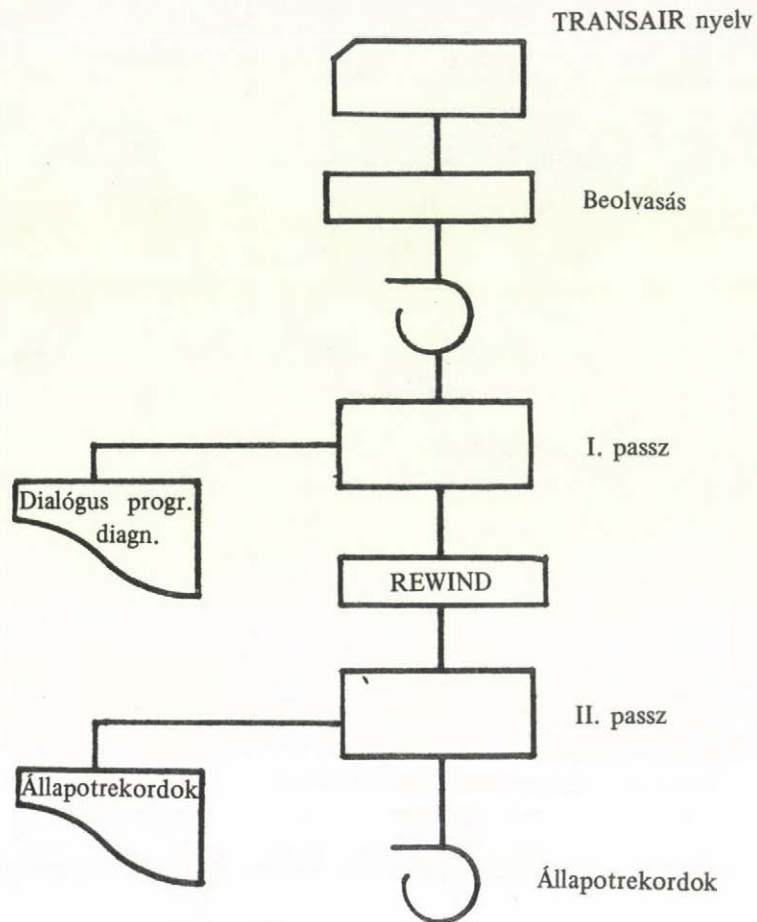 TRANSAIR nyelv
Beolvasás
I. passz
Dialógus progr.
diagn.
REWIND
II. passz
Állapotrekordok
Állapotrekordok